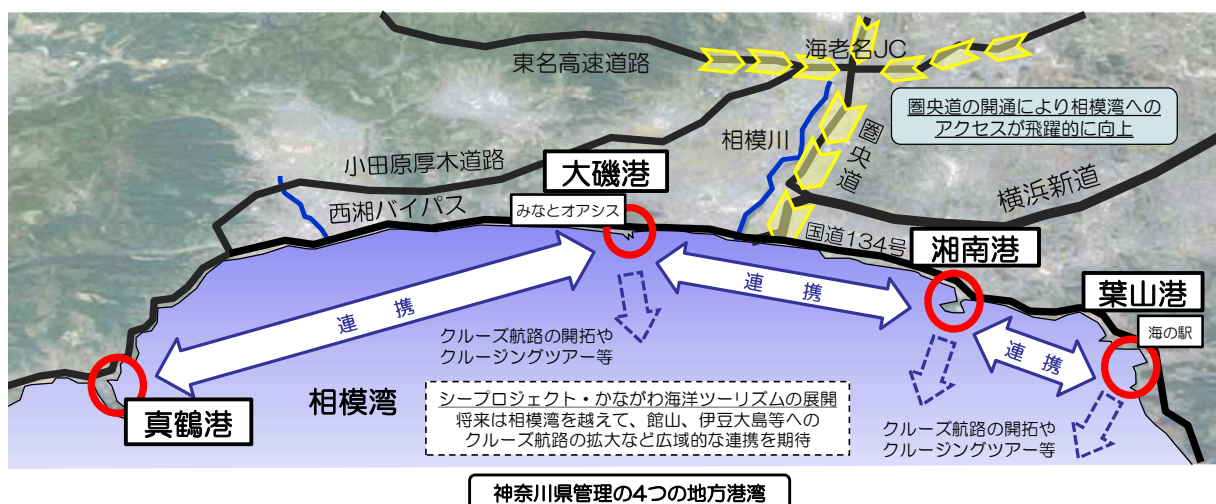 東名高速道路
海老名JC
圏央道の開通により相模湾への
アクセスが飛躍的に向上
相模川
圏央道
小田原厚木道路
横浜新道
大磯港
みなとオアシス
西湘バイパス
国道134号
湘南港
葉山港
海の駅
連携
連携
連携
クルーズ航路の開拓や
クルージングツアー等
相模湾
真鶴港
シープロジェクト・かながわ海洋ツーリズムの展開
将来は相模湾を越えて、館山、伊豆大島等への
クルーズ航路の拡大など広域的な連携を期待
クルーズ航路の開拓や
クルージングツアー等
神奈川県管理の4つの地方港湾